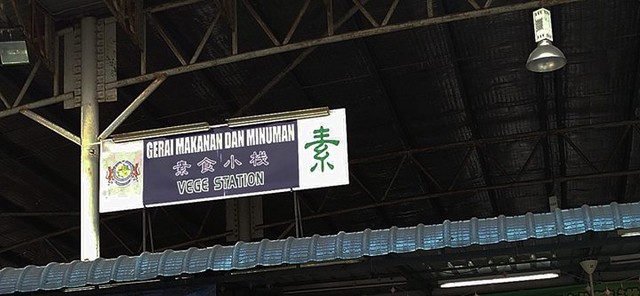 GERAI MAKANAN DAN MINUMAN
素食小栈
VEGE STATION
素